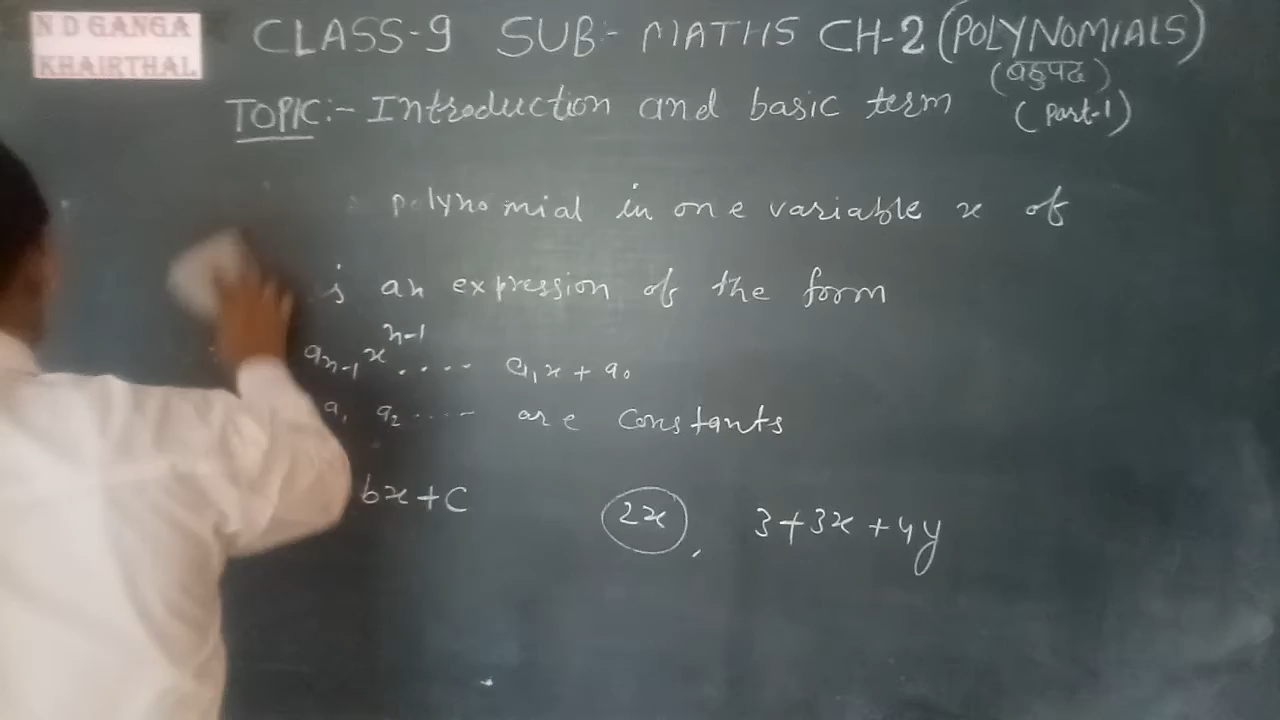 N D GANGA
KHAIRTHAL
CLASS-9 SUB- MATHS CH-2 (POLYNOMIALS)
(बहुपद)
TOPIC:- Introduction and basic term (Part-1)
polynomial in one variable x of
is an expression of the form
aₙ₋₁xⁿ⁻¹ .... a₁x + a₀
a₁ a₂ ..... are constants
bx+C
2x, 3+3x+4y